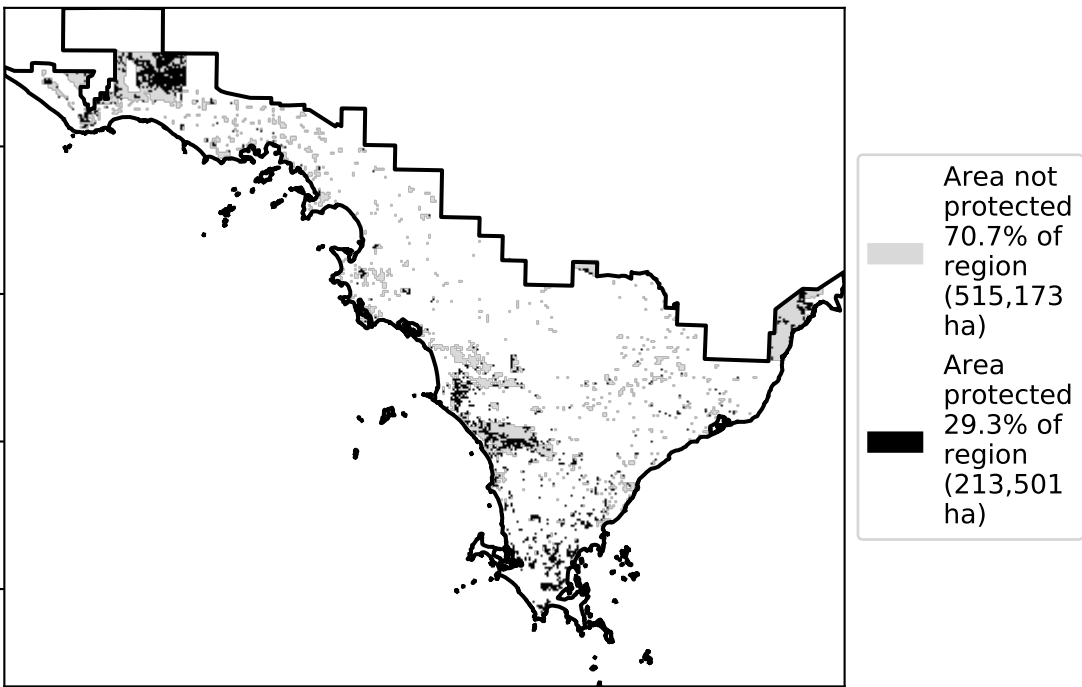 Area not
protected
70.7% of
region
(515,173
ha)
Area
protected
29.3% of
region
(213,501
ha)